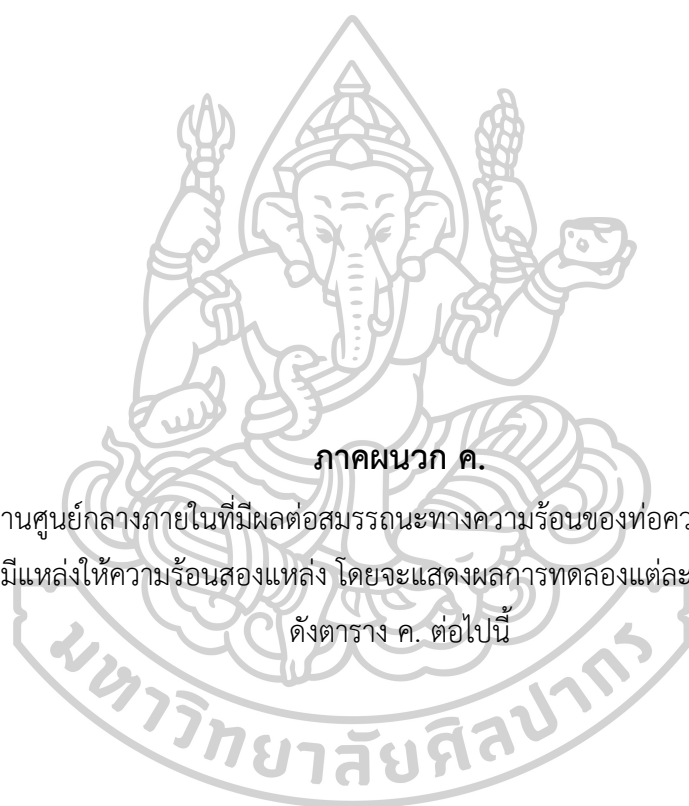 ภาคผนวก ค.
านศูนย์กลางภายในที่มีผลต่อสมรรถนะทางความร้อนของท่อคว
มีแหล่งให้ความร้อนสองแหล่ง โดยจะแสดงผลการทดลองแต่ละ
ดังตาราง ค. ต่อไปนี้
มหาวิทยาลัยศิลปากร